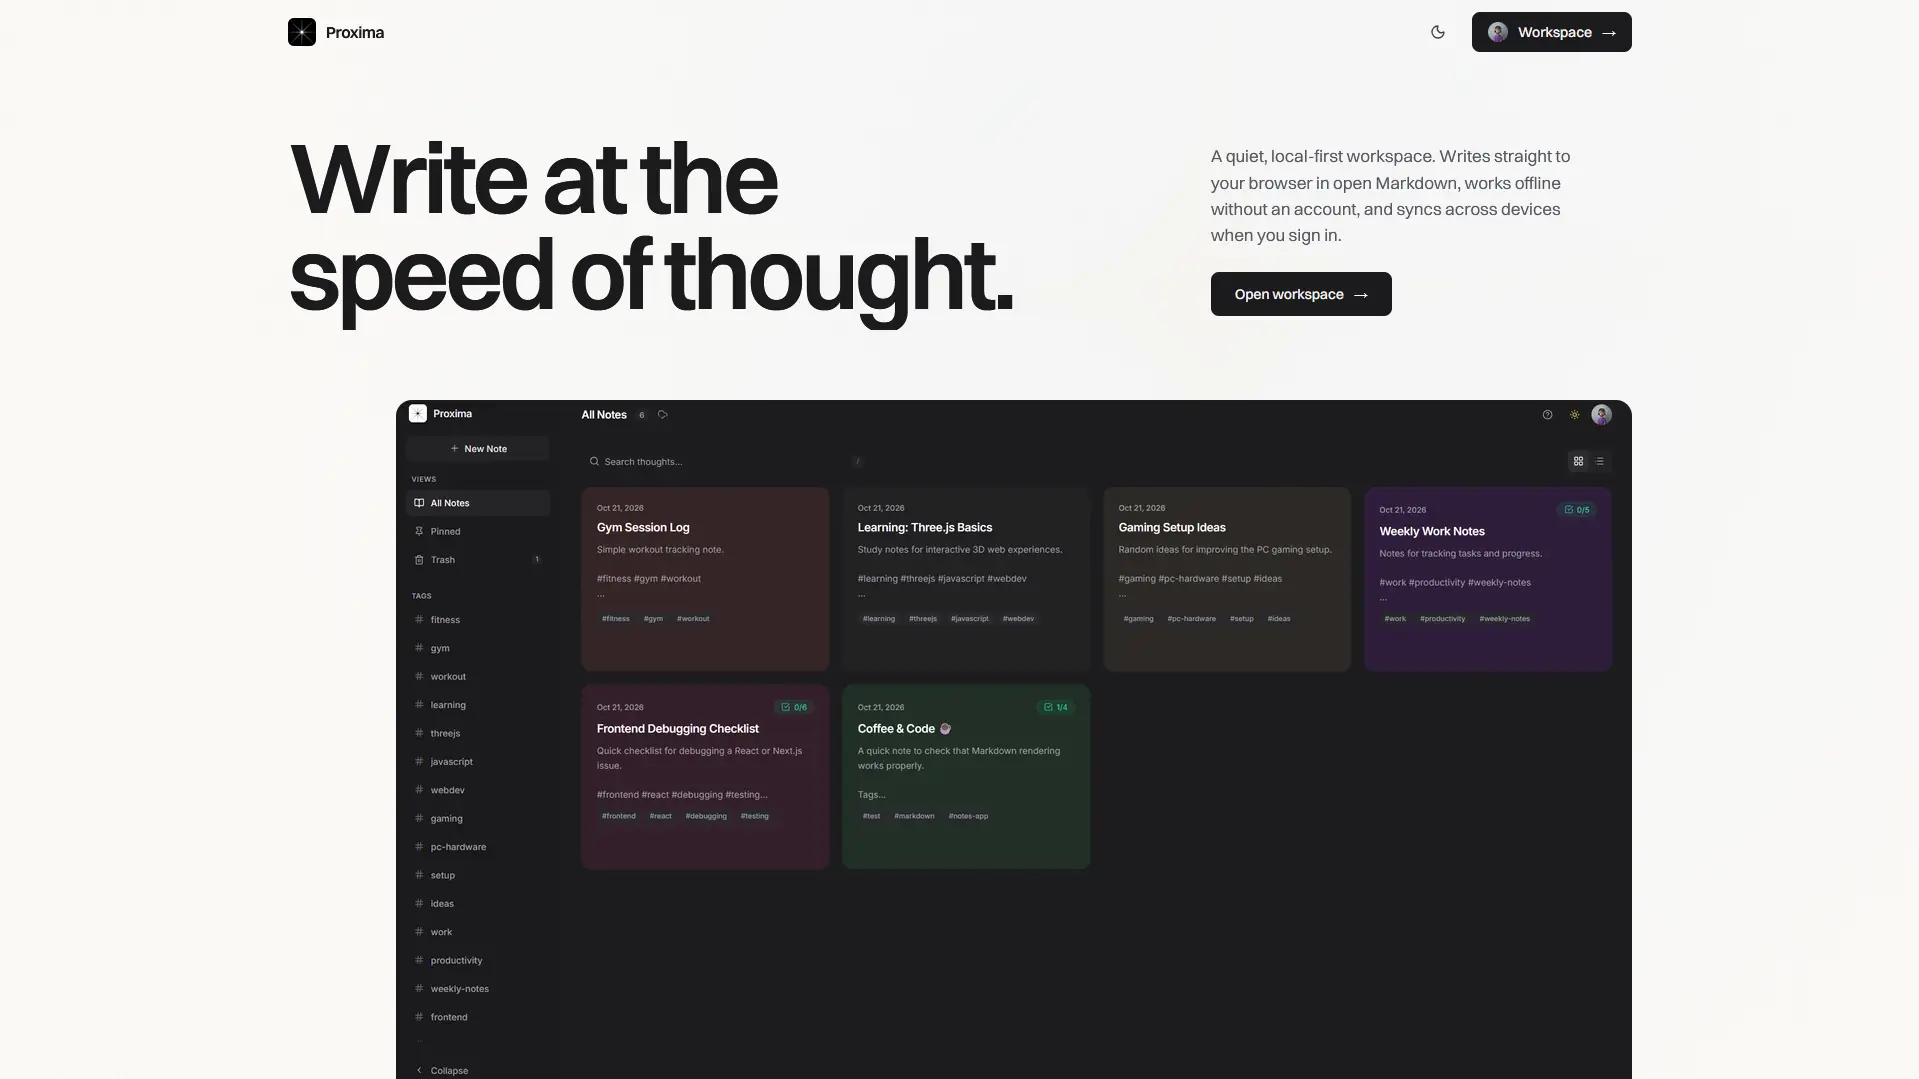 Proxima
Workspace →
Write at the
speed of thought.
A quiet, local-first workspace. Writes straight to
your browser in open Markdown, works offline
without an account, and syncs across devices
when you sign in.
Open workspace →
Proxima
All Notes 6
+ New Note
Search thoughts... /
VIEWS
All Notes
Pinned
Trash 1
TAGS
# fitness
# gym
# workout
# learning
# threejs
# javascript
# webdev
# gaming
# pc-hardware
# setup
# ideas
# work
# productivity
# weekly-notes
# frontend
Collapse
Oct 21, 2026
Gym Session Log
Simple workout tracking note.
#fitness #gym #workout
...
#fitness #gym #workout
Oct 21, 2026
Learning: Three.js Basics
Study notes for interactive 3D web experiences.
#learning #threejs #javascript #webdev
...
#learning #threejs #javascript #webdev
Oct 21, 2026
Gaming Setup Ideas
Random ideas for improving the PC gaming setup.
#gaming #pc-hardware #setup #ideas
...
#gaming #pc-hardware #setup #ideas
Oct 21, 2026 0/5
Weekly Work Notes
Notes for tracking tasks and progress.
#work #productivity #weekly-notes
...
#work #productivity #weekly-notes
Oct 21, 2026 0/6
Frontend Debugging Checklist
Quick checklist for debugging a React or Next.js
issue.
#frontend #react #debugging #testing...
#frontend #react #debugging #testing
Oct 21, 2026 1/4
Coffee & Code
A quick note to check that Markdown rendering
works properly.
Tags...
#test #markdown #notes-app